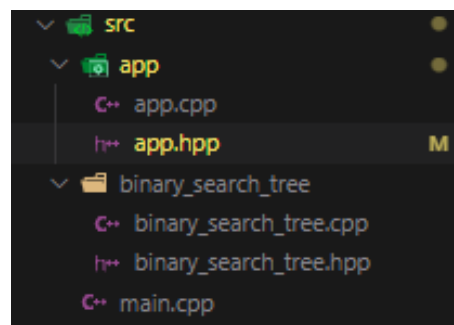 src
app
C++ app.cpp
h++ app.hpp M
binary_search_tree
C++ binary_search_tree.cpp
h++ binary_search_tree.hpp
C++ main.cpp